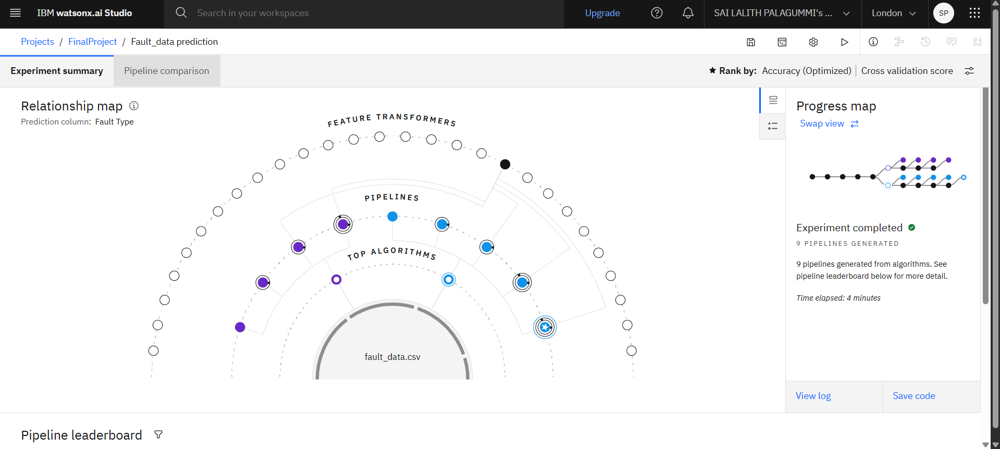 IBM watsonx.ai Studio
Search in your workspaces
Upgrade
SAI LALITH PALAGUMMI's ...
London
SP
Projects / FinalProject / Fault_data prediction
Experiment summary
Pipeline comparison
Rank by: Accuracy (Optimized) | Cross validation score
Relationship map
Prediction column: Fault Type
FEATURE TRANSFORMERS
PIPELINES
TOP ALGORITHMS
fault_data.csv
Progress map
Swap view
Experiment completed
9 PIPELINES GENERATED
9 pipelines generated from algorithms. See
pipeline leaderboard below for more detail.
Time elapsed: 4 minutes
View log
Save code
Pipeline leaderboard